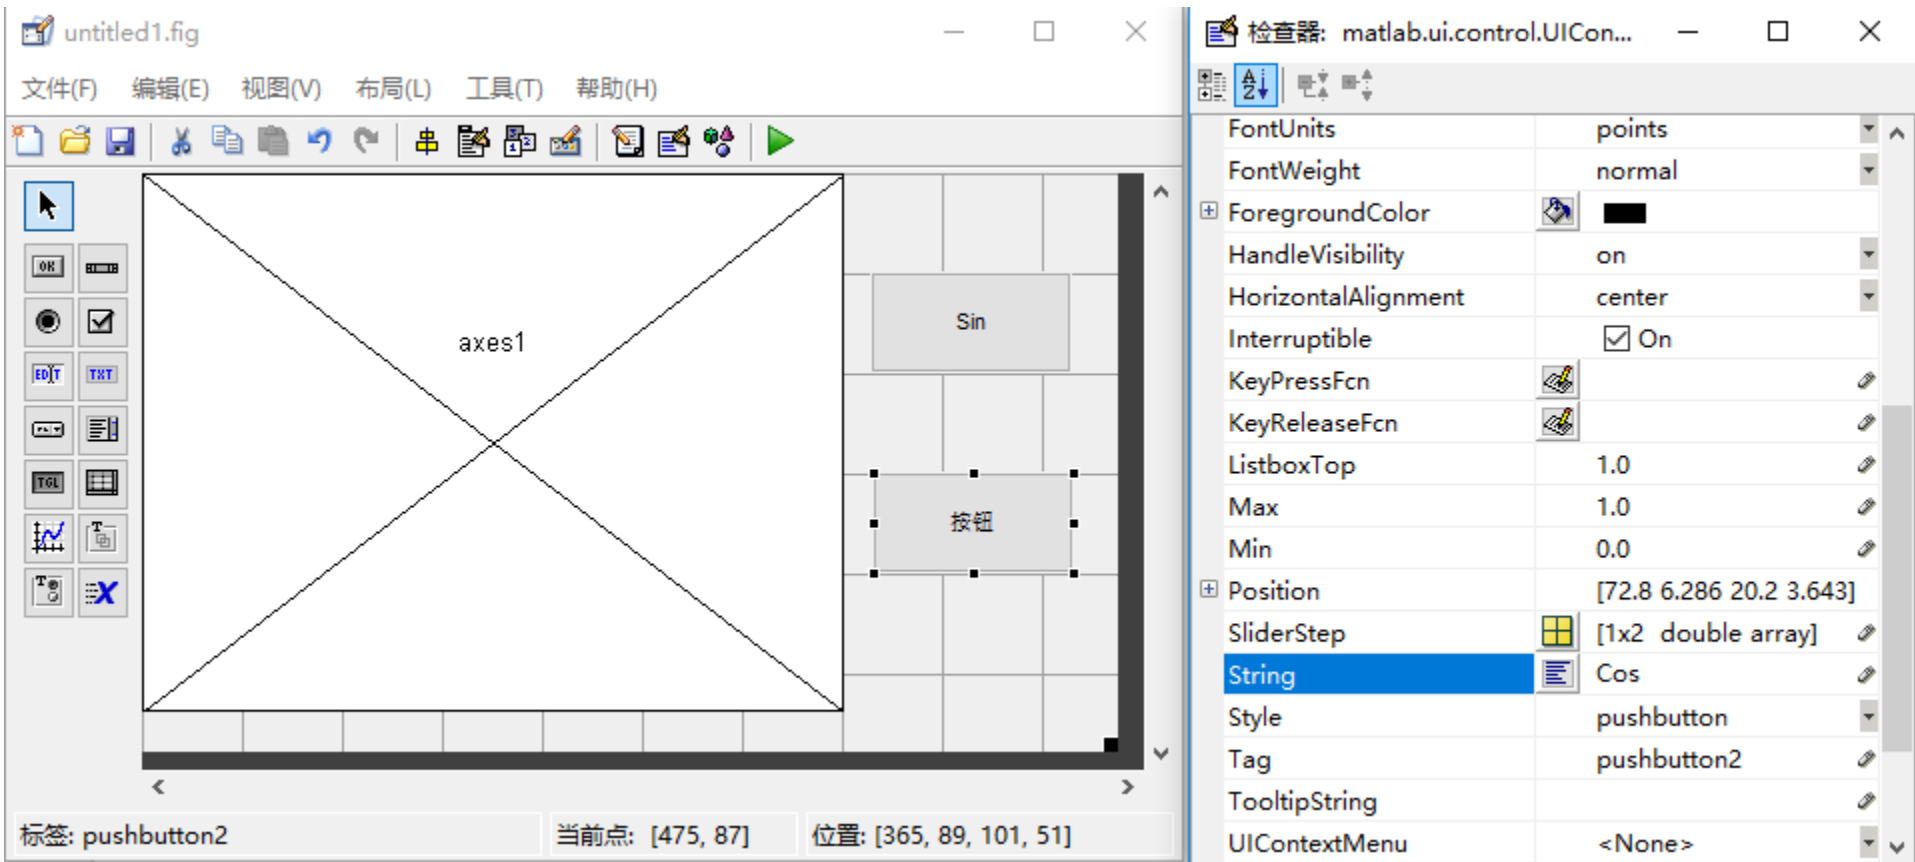 untitled1.fig
文件(F) 编辑(E) 视图(V) 布局(L) 工具(T) 帮助(H)
OK
EDIT TXT
TGL
axes1
Sin
按钮
标签: pushbutton2 当前点: [475, 87] 位置: [365, 89, 101, 51]
检查器: matlab.ui.control.UICon...
FontUnits points
FontWeight normal
ForegroundColor
HandleVisibility on
HorizontalAlignment center
Interruptible On
KeyPressFcn
KeyReleaseFcn
ListboxTop 1.0
Max 1.0
Min 0.0
Position [72.8 6.286 20.2 3.643]
SliderStep [1x2 double array]
String Cos
Style pushbutton
Tag pushbutton2
TooltipString
UIContextMenu <None>